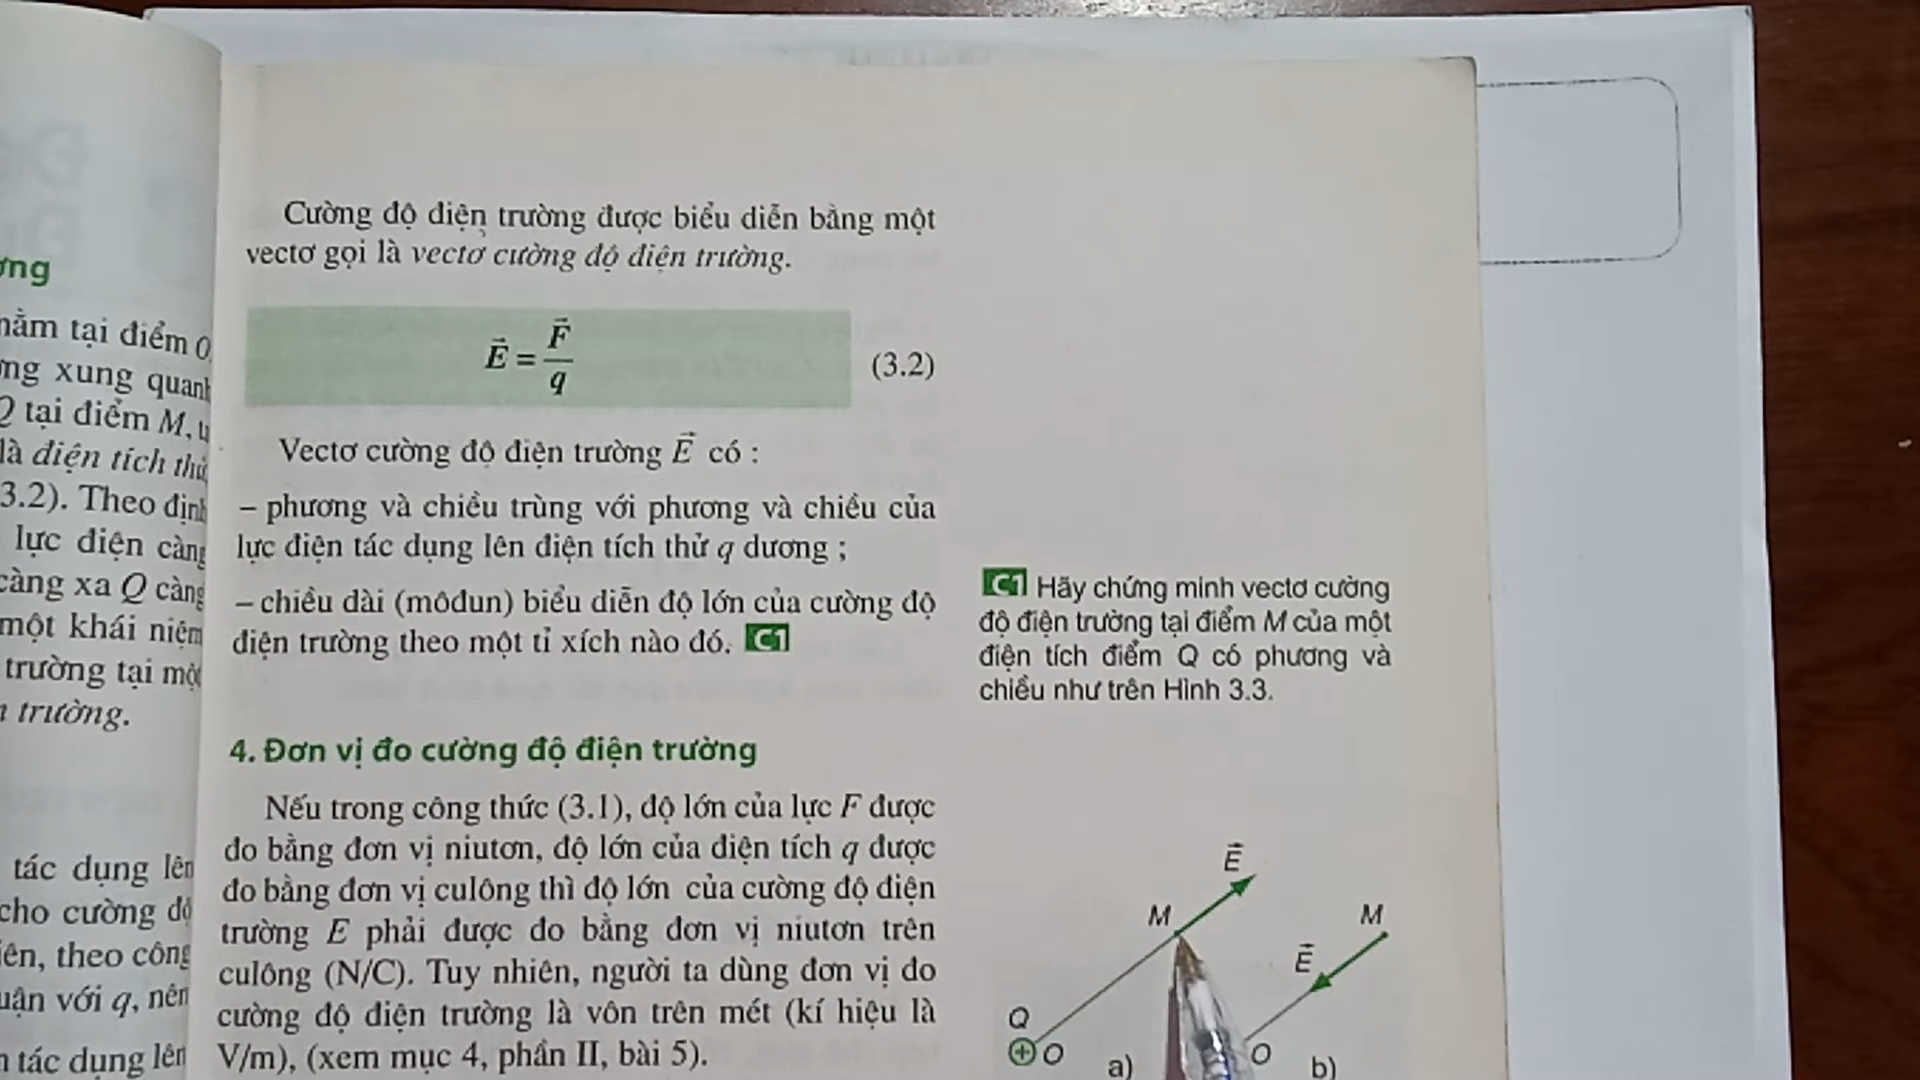 ơng
nằm tại điểm O
ng xung quanh
Q tại điểm M, t
là điện tích thử
3.2). Theo định
lực điện càng
càng xa Q càng
một khái niệm
trường tại một
trường.
tác dụng lên
cho cường độ
iên, theo công
uận với q, nên
tác dụng lên
Cường độ điện trường được biểu diễn bằng một
vectơ gọi là vectơ cường độ điện trường.
E⃗ = F⃗/q (3.2)
Vectơ cường độ điện trường E⃗ có :
– phương và chiều trùng với phương và chiều của
lực điện tác dụng lên điện tích thử q dương ;
– chiều dài (môđun) biểu diễn độ lớn của cường độ
điện trường theo một tỉ xích nào đó. C1
4. Đơn vị đo cường độ điện trường
Nếu trong công thức (3.1), độ lớn của lực F được
đo bằng đơn vị niutơn, độ lớn của điện tích q được
đo bằng đơn vị culông thì độ lớn của cường độ điện
trường E phải được đo bằng đơn vị niutơn trên
culông (N/C). Tuy nhiên, người ta dùng đơn vị đo
cường độ điện trường là vôn trên mét (kí hiệu là
V/m), (xem mục 4, phần II, bài 5).
C1 Hãy chứng minh vectơ cường
độ điện trường tại điểm M của một
điện tích điểm Q có phương và
chiều như trên Hình 3.3.
E⃗
M
M
E⃗
Q
+ O
a)
O
b)